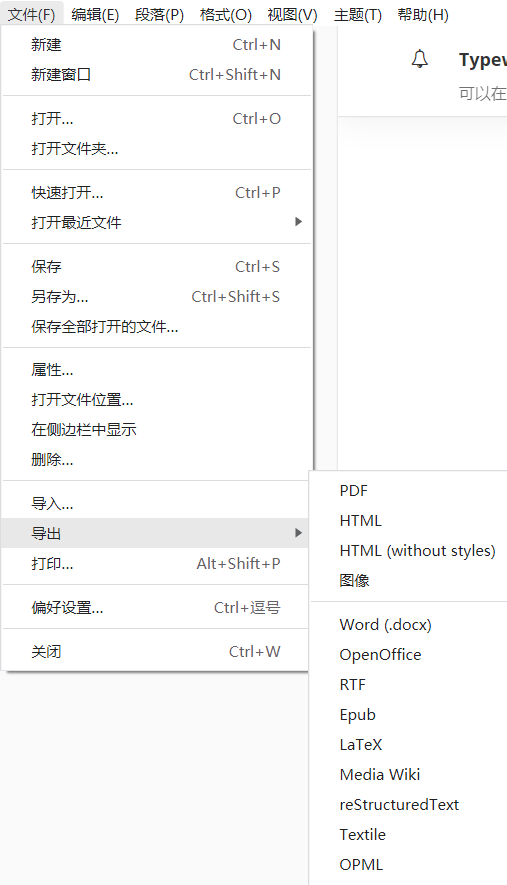 文件(F) 编辑(E) 段落(P) 格式(O) 视图(V) 主题(T) 帮助(H)
新建 Ctrl+N
新建窗口 Ctrl+Shift+N
打开... Ctrl+O
打开文件夹...
快速打开... Ctrl+P
打开最近文件
保存 Ctrl+S
另存为... Ctrl+Shift+S
保存全部打开的文件...
属性...
打开文件位置...
在侧边栏中显示
删除...
导入...
导出
打印... Alt+Shift+P
偏好设置... Ctrl+逗号
关闭 Ctrl+W
可以在
PDF
HTML
HTML (without styles)
图像
Word (.docx)
OpenOffice
RTF
Epub
LaTeX
Media Wiki
reStructuredText
Textile
OPML